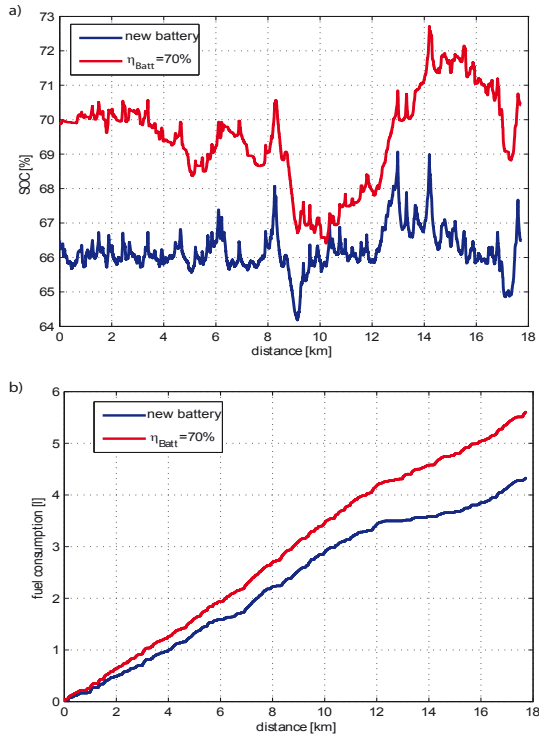 a)
73
72
71
70
69
68
67
66
65
64
SOC [%]
new battery
ηBatt=70%
0 2 4 6 8 10 12 14 16 18
distance [km]
b)
6
5
4
3
2
1
0
fuel consumption [l]
new battery
ηBatt=70%
0 2 4 6 8 10 12 14 16 18
distance [km]